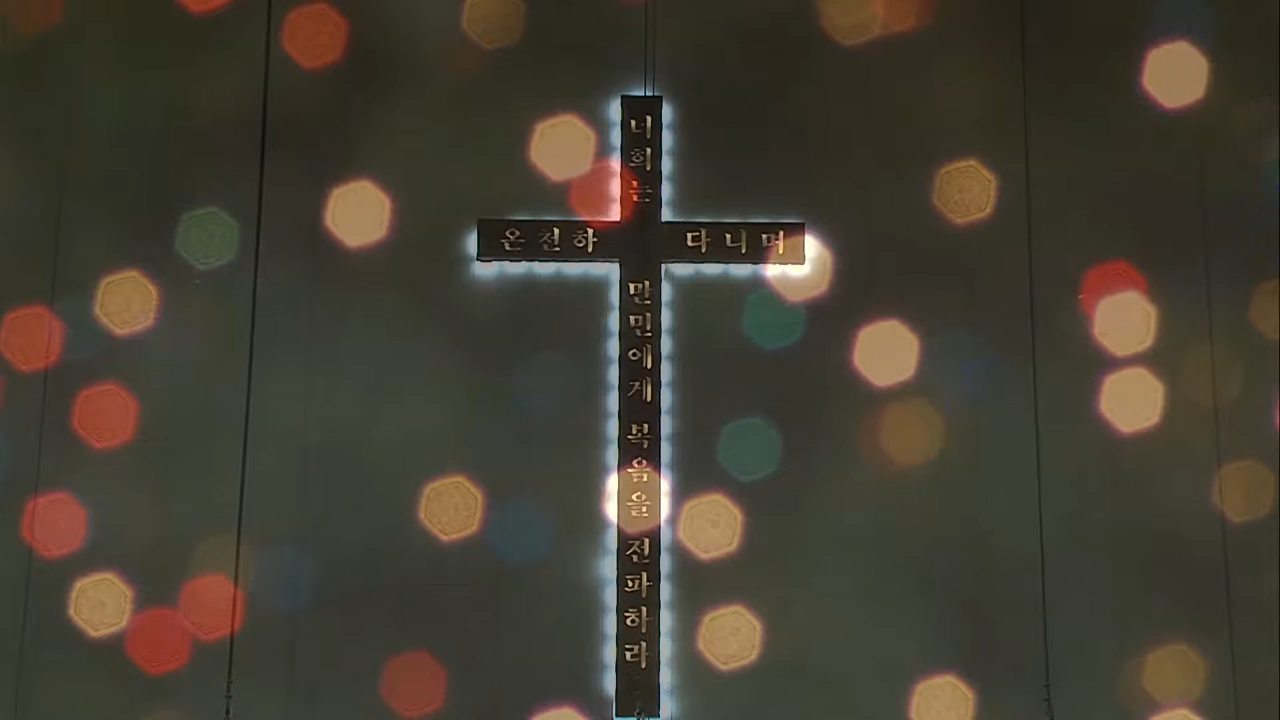 너희는
온 천하 다니며
만민에게 복음을 전파하라